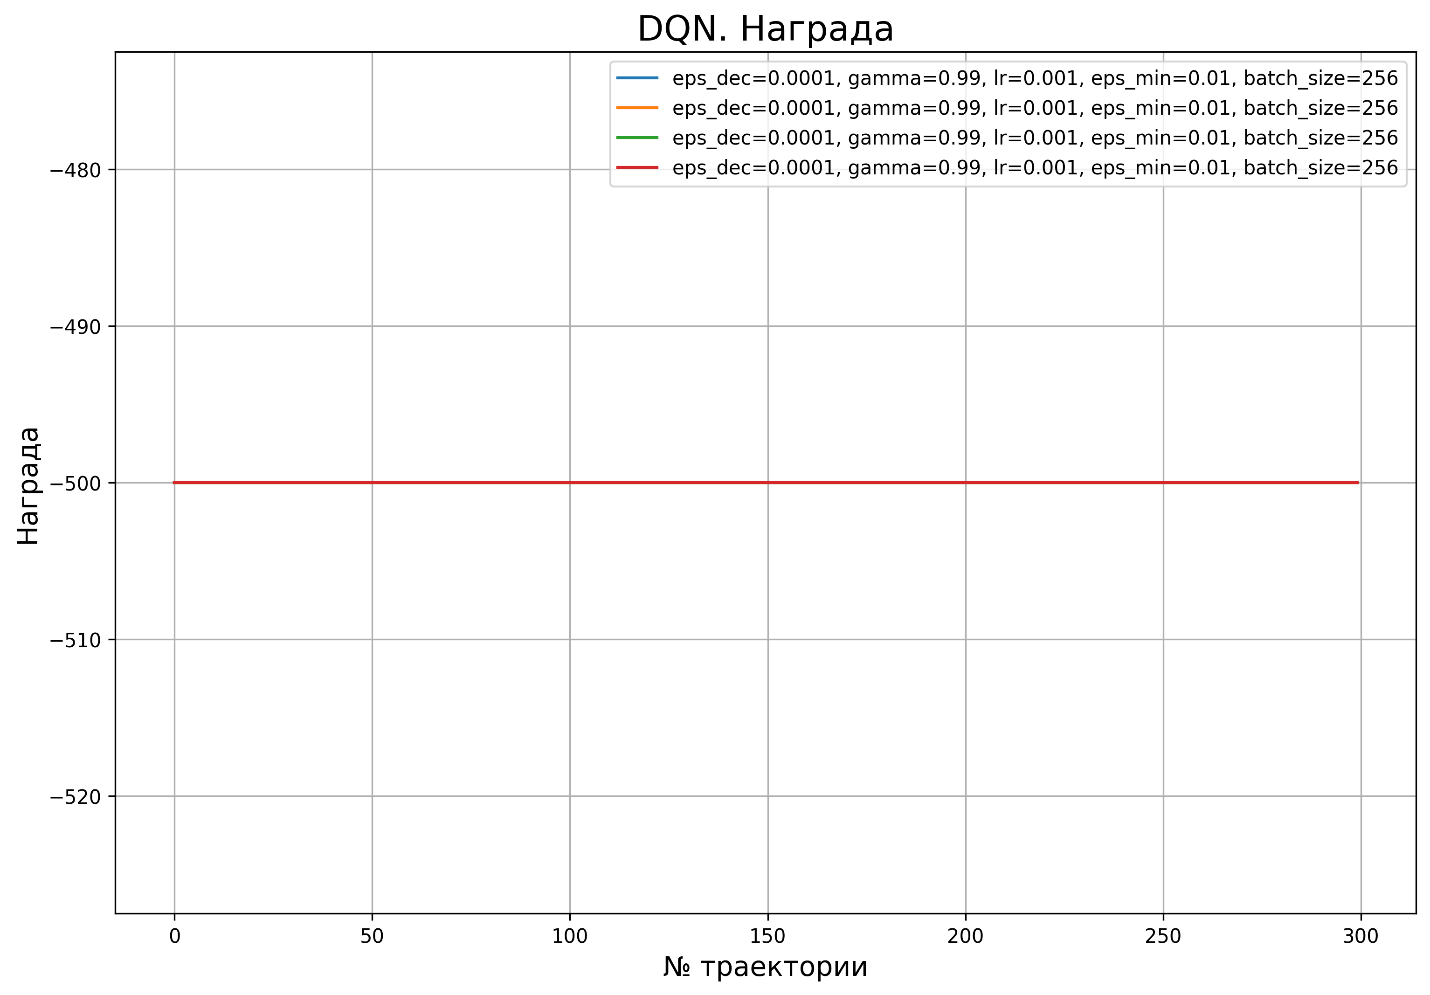 DQN. Награда
eps_dec=0.0001, gamma=0.99, lr=0.001, eps_min=0.01, batch_size=256
eps_dec=0.0001, gamma=0.99, lr=0.001, eps_min=0.01, batch_size=256
eps_dec=0.0001, gamma=0.99, lr=0.001, eps_min=0.01, batch_size=256
eps_dec=0.0001, gamma=0.99, lr=0.001, eps_min=0.01, batch_size=256
−480
−490
−500
−510
−520
Награда
0 50 100 150 200 250 300
№ траектории